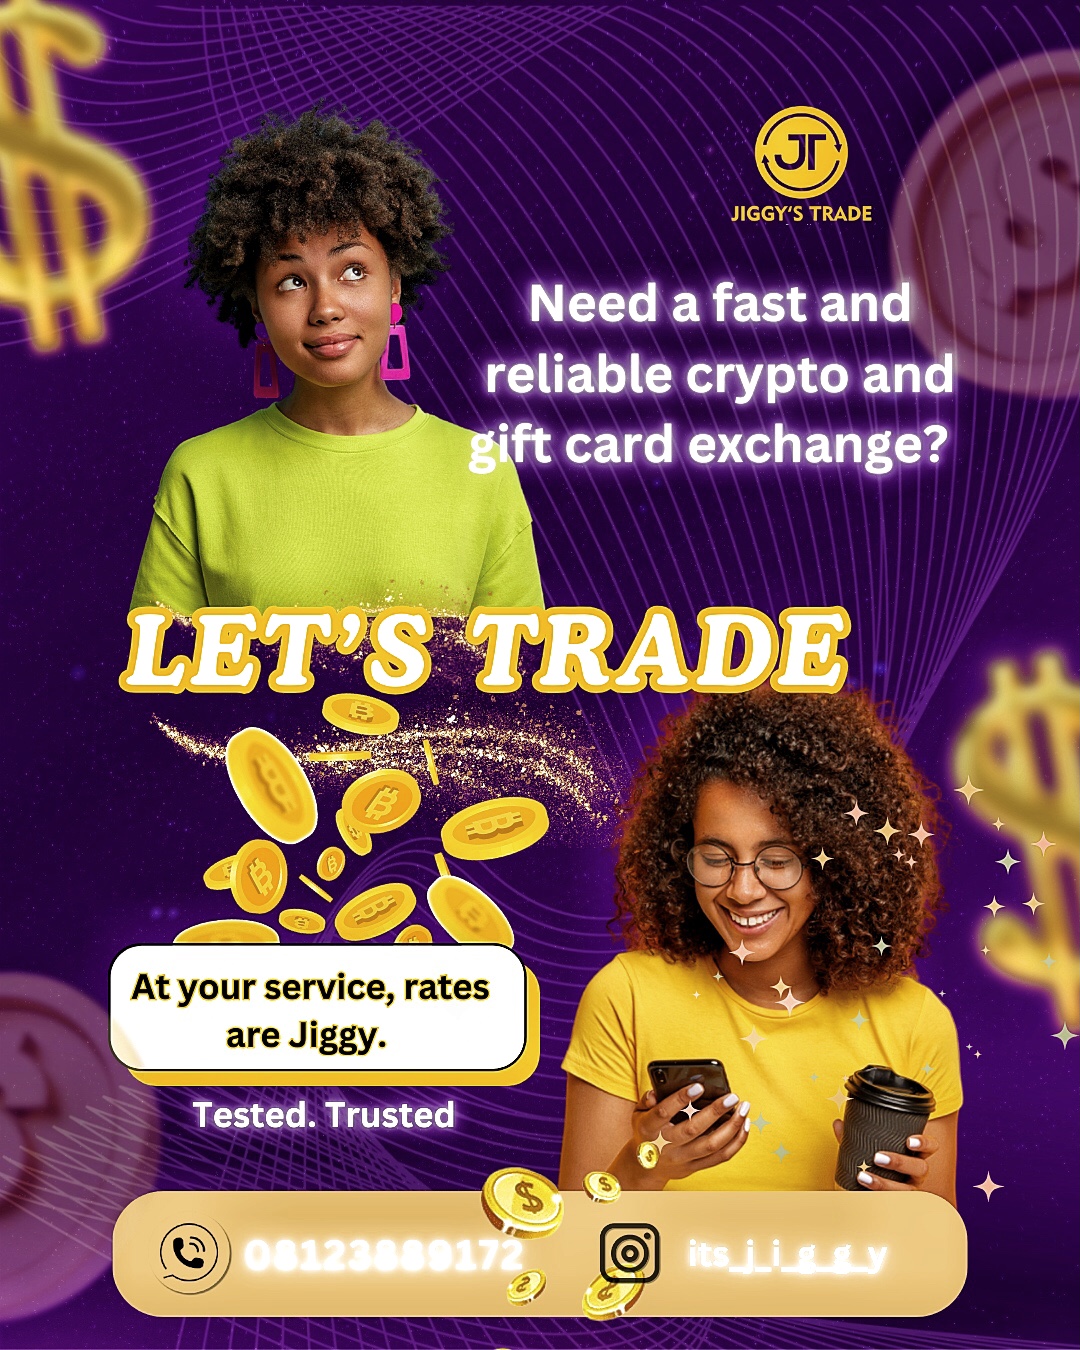 JT
JIGGY'S TRADE
Need a fast and
reliable crypto and
gift card exchange?
LET'S TRADE
At your service, rates
are Jiggy.
Tested. Trusted
08123889172
its_j_i_g_g_y